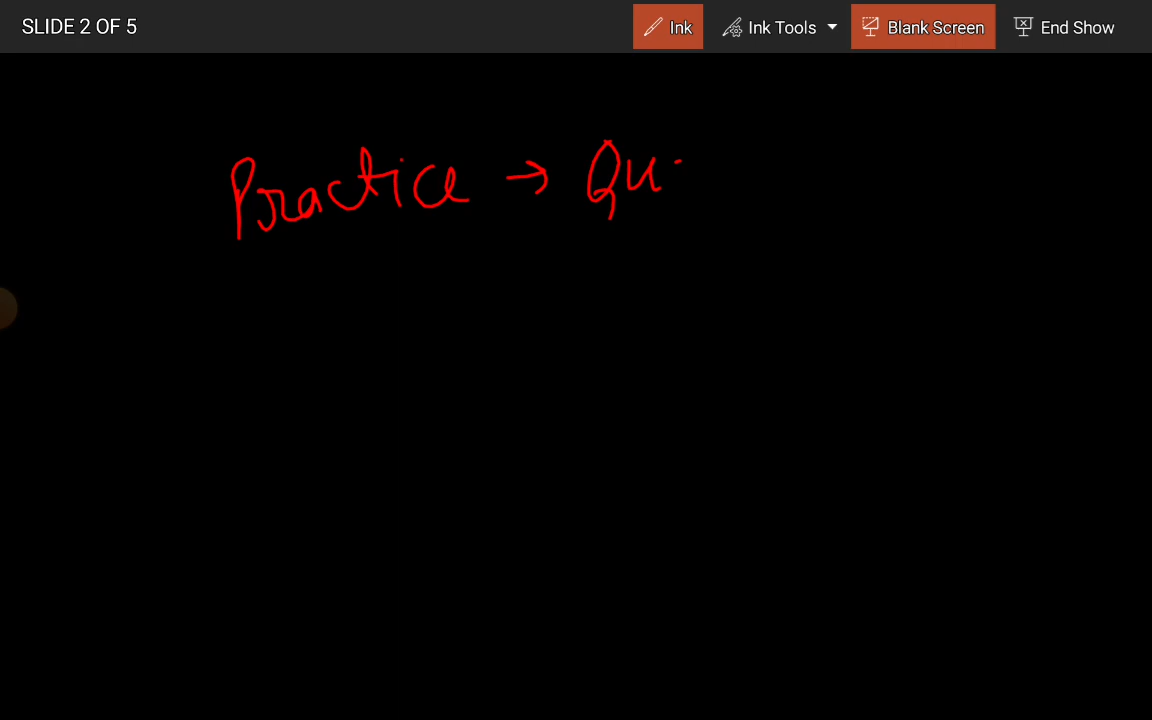 SLIDE 2 OF 5 Ink Ink Tools Blank Screen End Show
Practice → Qu